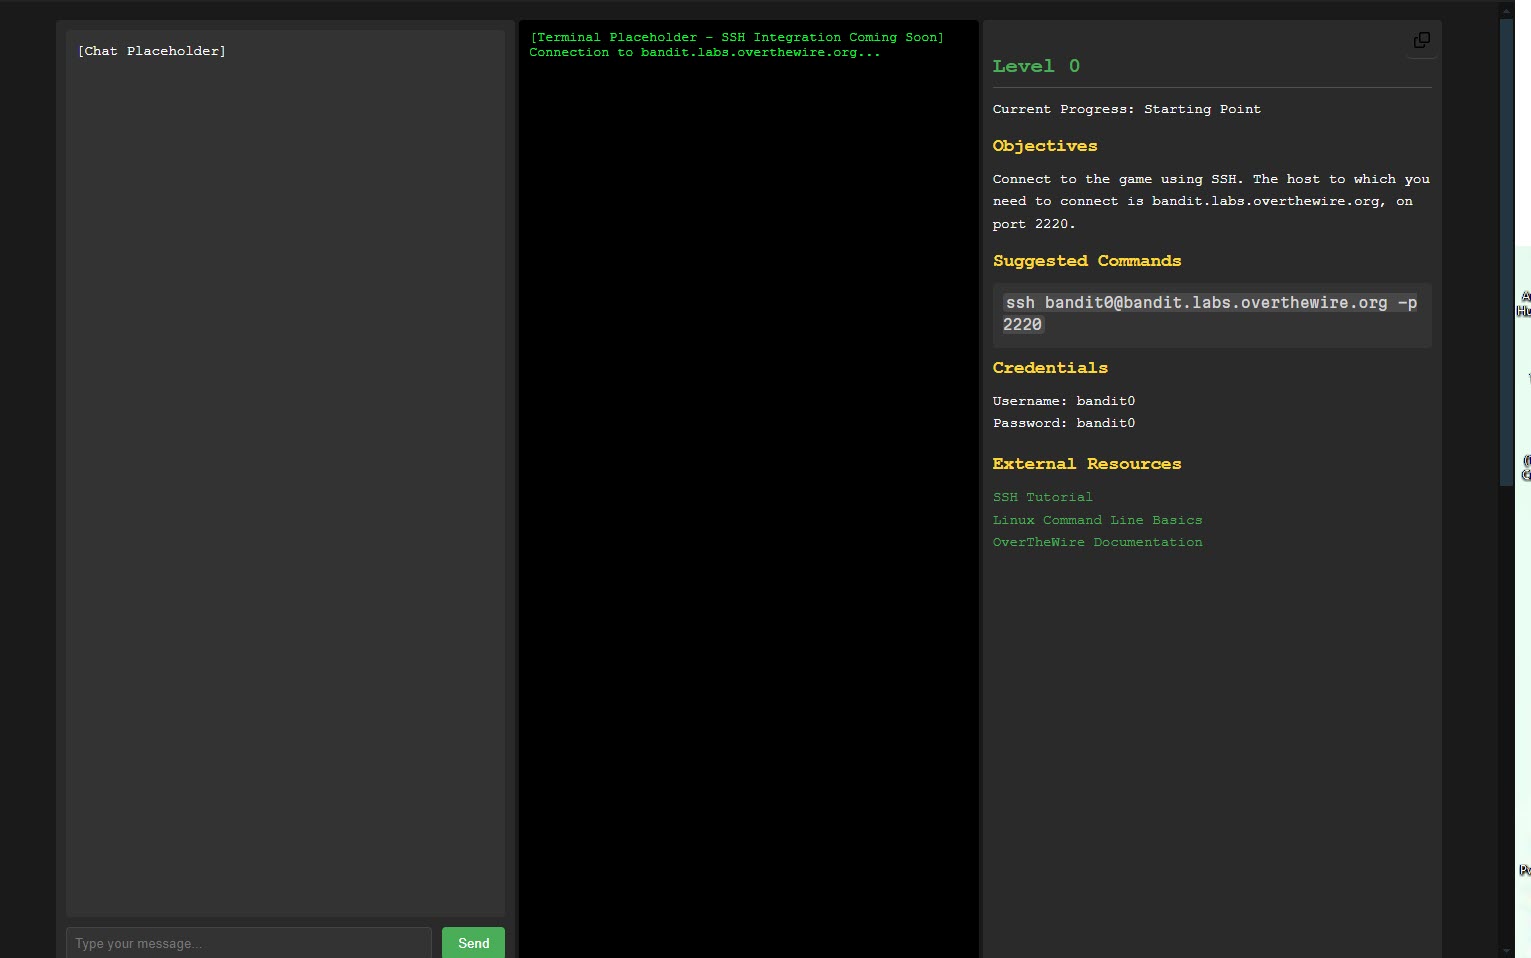 [Chat Placeholder]
Type your message...
Send
[Terminal Placeholder - SSH Integration Coming Soon]
Connection to bandit.labs.overthewire.org...
Level 0
Current Progress: Starting Point
Objectives
Connect to the game using SSH. The host to which you
need to connect is bandit.labs.overthewire.org, on
port 2220.
Suggested Commands
ssh bandit0@bandit.labs.overthewire.org -p
2220
Credentials
Username: bandit0
Password: bandit0
External Resources
SSH Tutorial
Linux Command Line Basics
OverTheWire Documentation